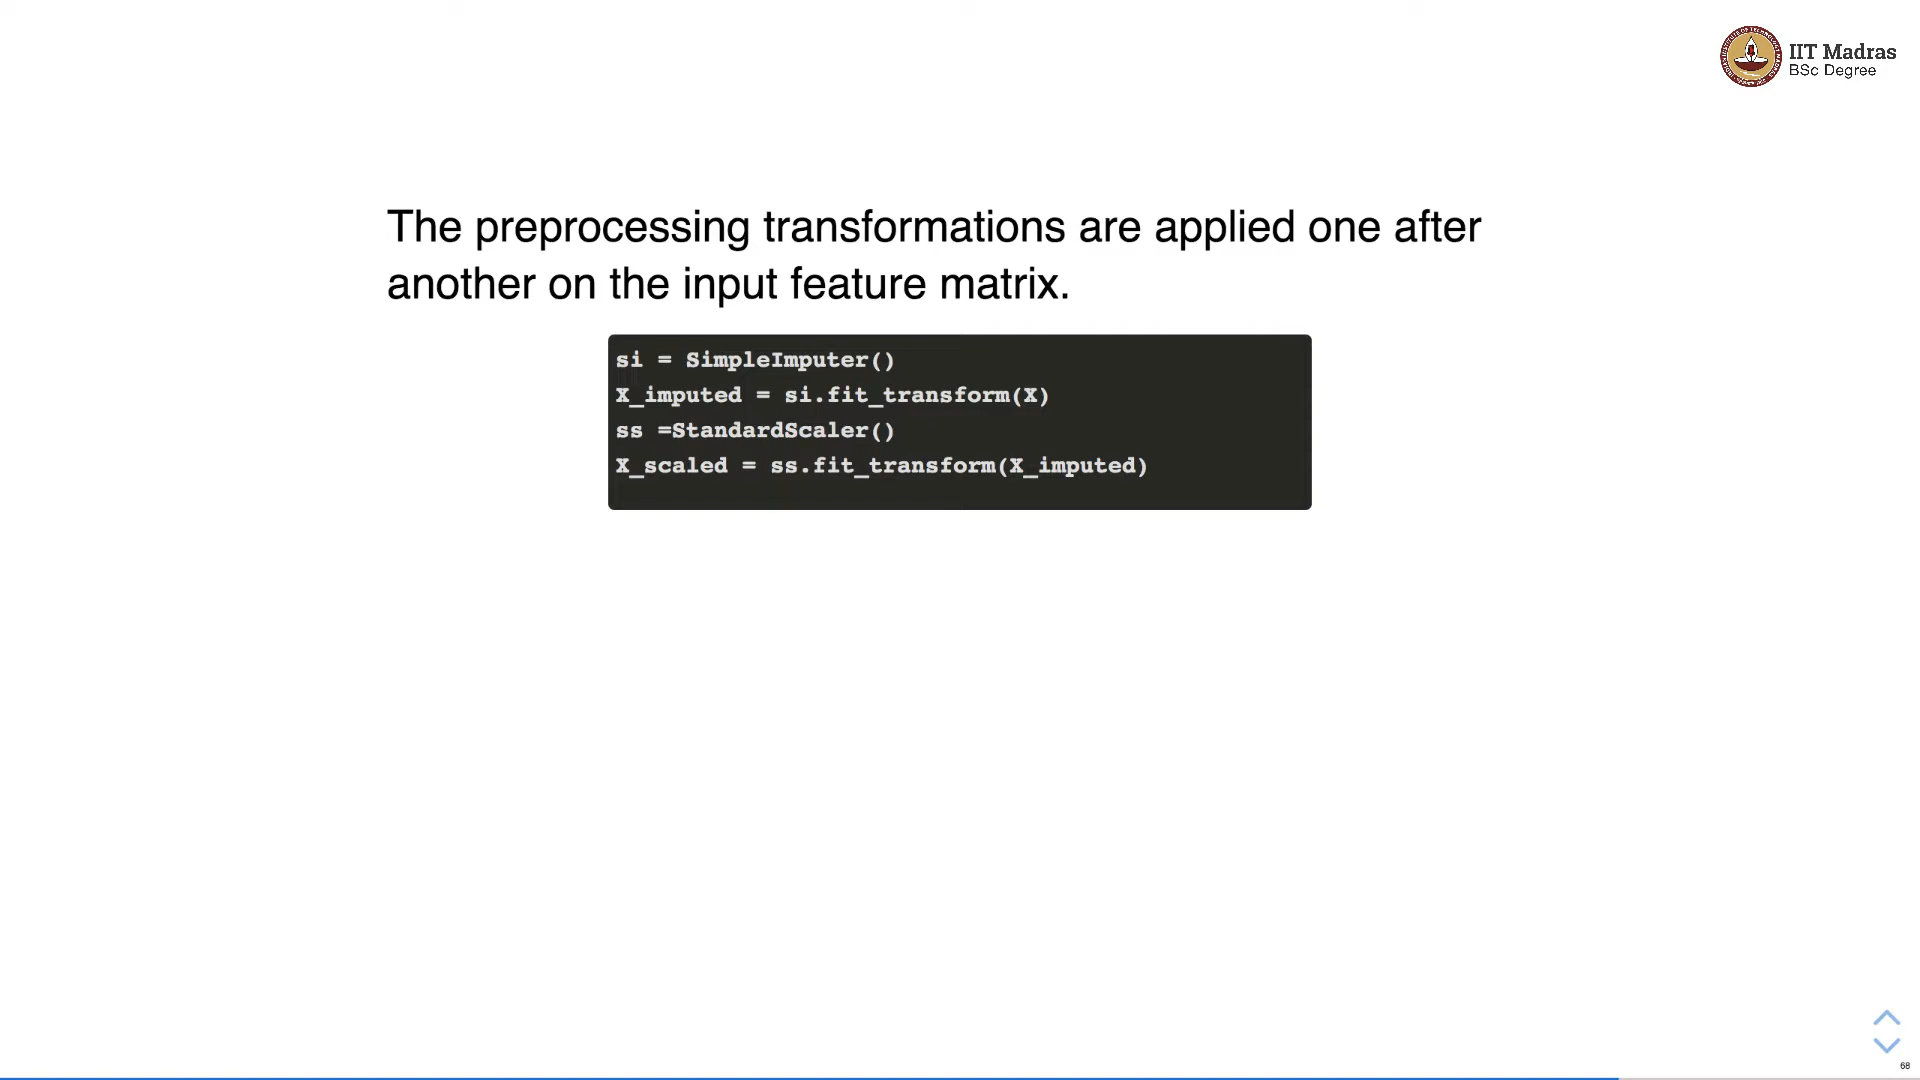 IIT Madras
BSc Degree
The preprocessing transformations are applied one after
another on the input feature matrix.
si = SimpleImputer()
X_imputed = si.fit_transform(X)
ss =StandardScaler()
X_scaled = ss.fit_transform(X_imputed)
68